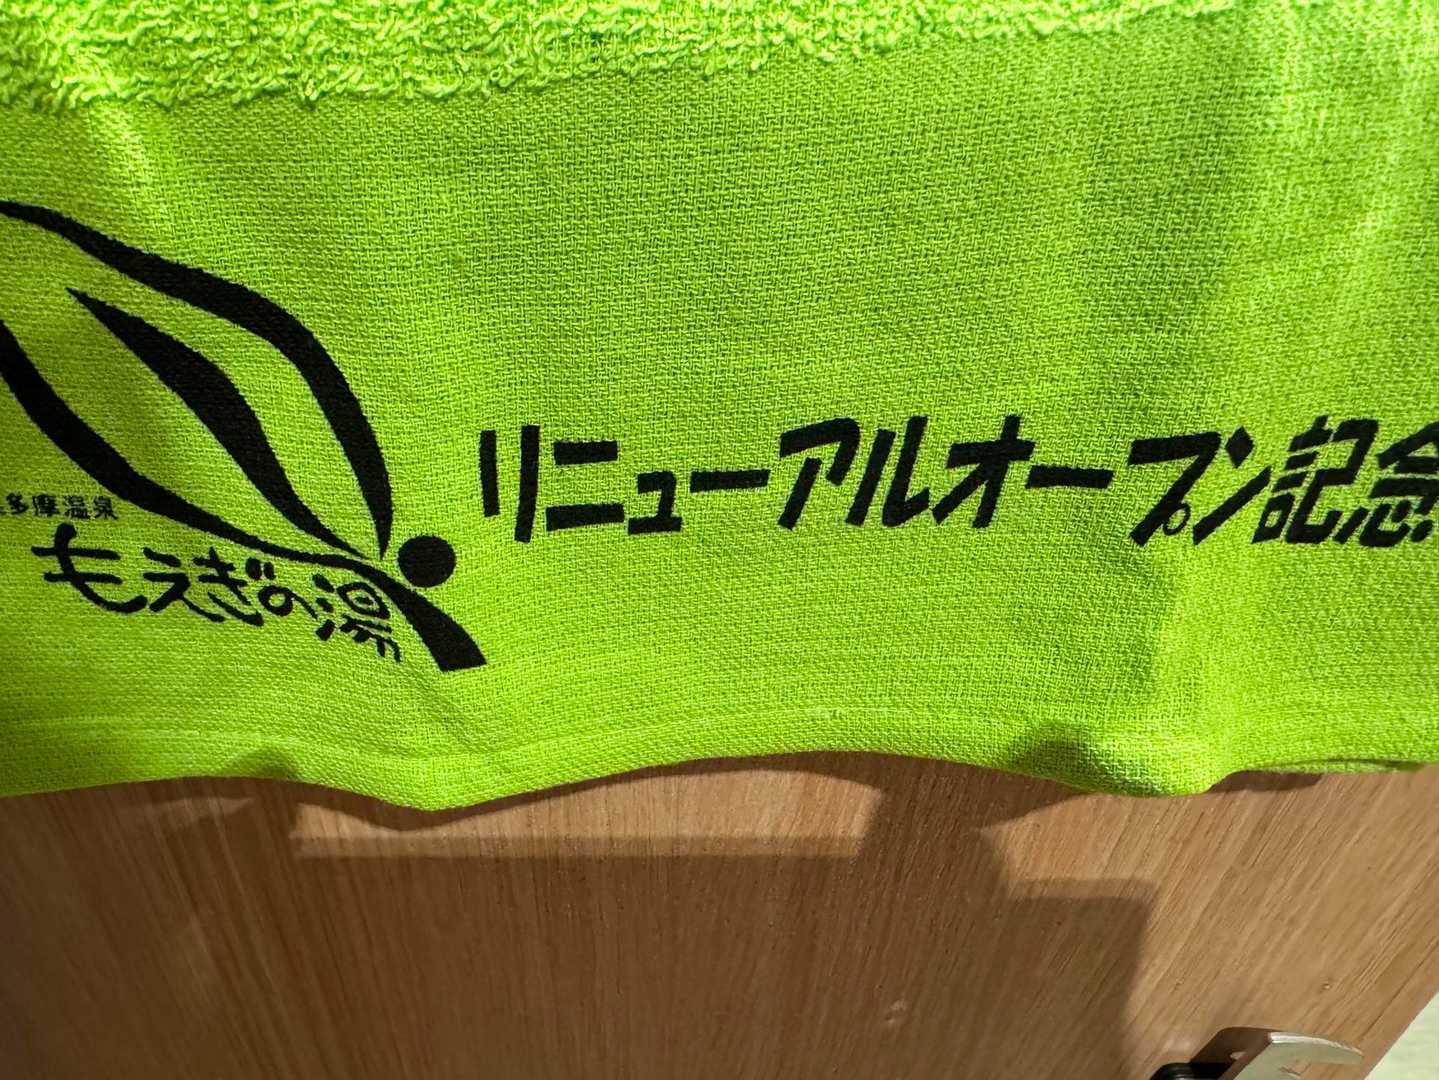 多摩温泉
もえぎの湯
リニューアルオープン記念